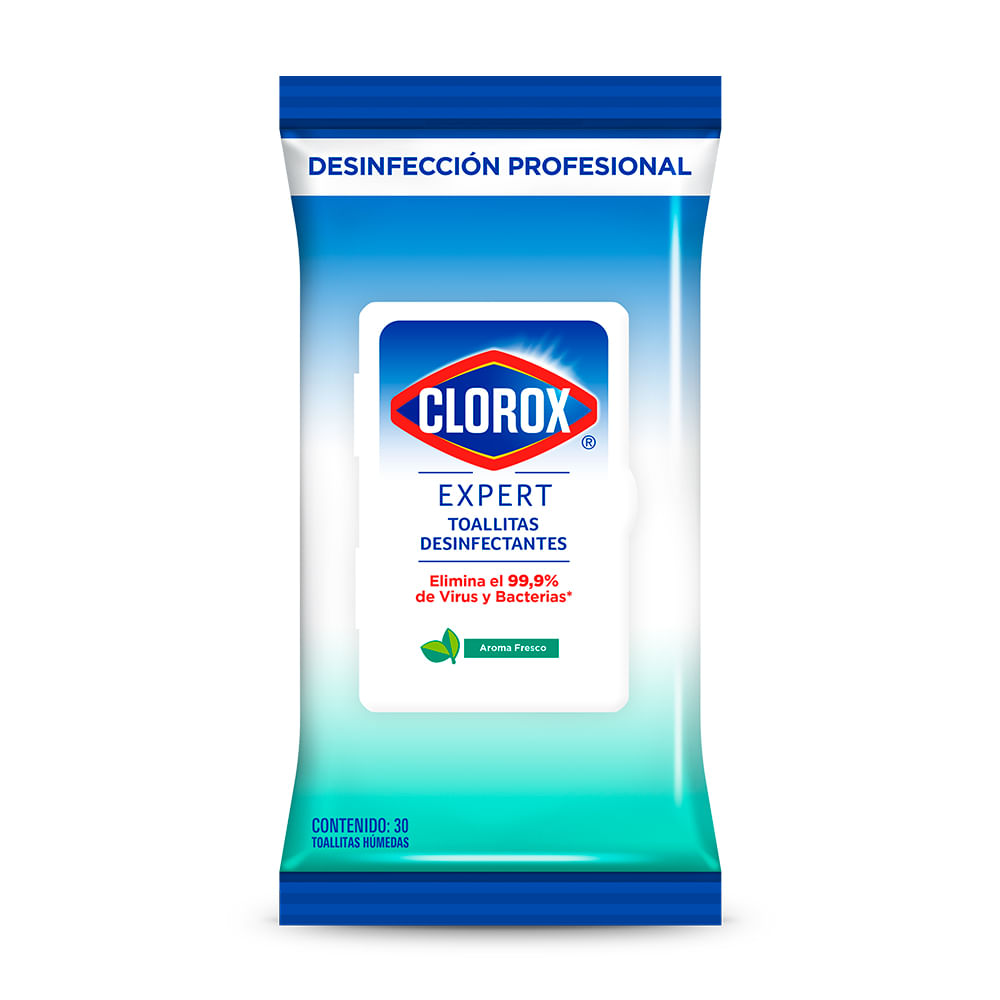 DESINFECCIÓN PROFESIONAL
CLOROX
®
EXPERT
TOALLITAS
DESINFECTANTES
Elimina el 99,9%
de Virus y Bacterias*
Aroma Fresco
CONTENIDO: 30
TOALLITAS HÚMEDAS